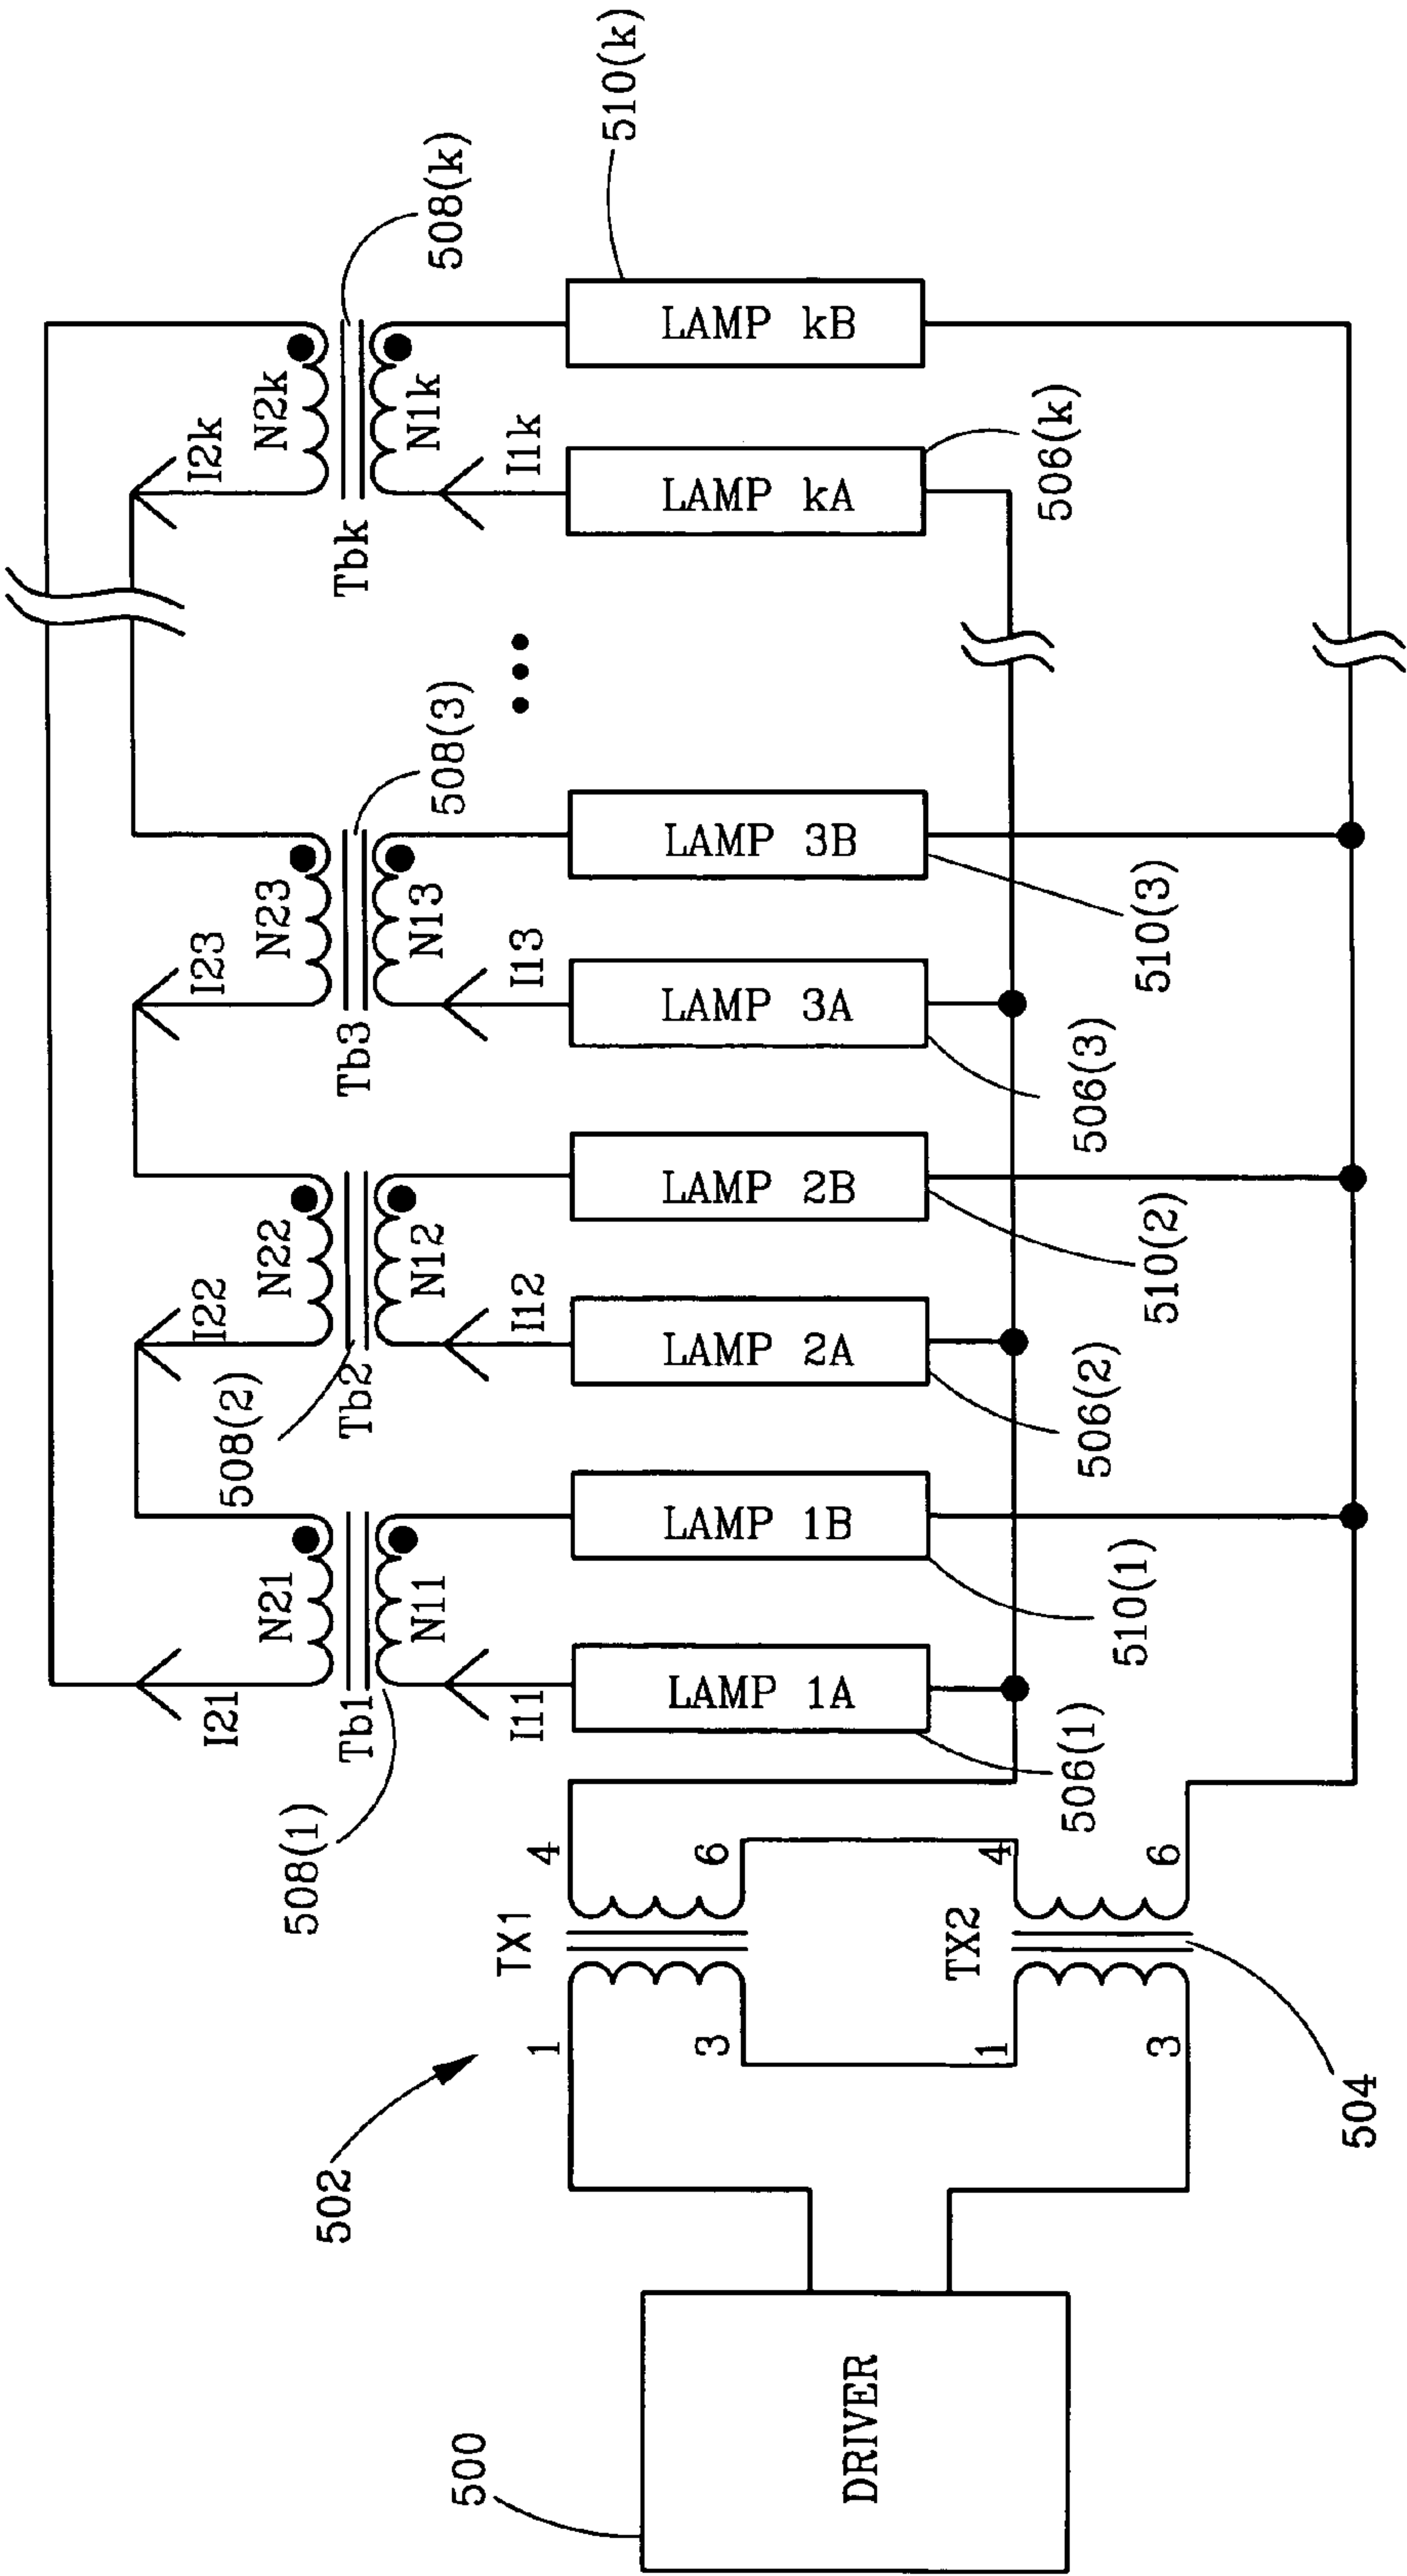 510(k)
508(k)
N2k
I2k
N1k
I1k
Tbk
LAMP kB
LAMP kA
506(k)
508(3)
N23
I23
N13
I13
Tb3
LAMP 3B
LAMP 3A
510(3)
506(3)
N22
I22
N12
I12
508(2)
Tb2
LAMP 2B
LAMP 2A
510(2)
506(2)
N21
I21
N11
I11
Tb1
508(1)
LAMP 1B
LAMP 1A
510(1)
506(1)
TX1
4
6
1
3
TX2
4
6
1
3
502
504
500
DRIVER